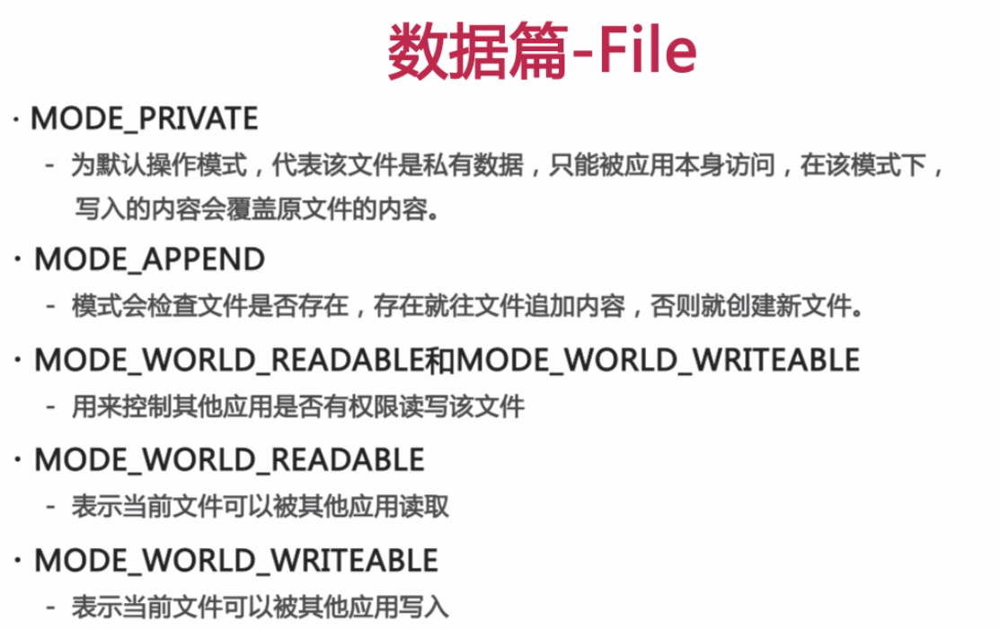 数据篇-File
· MODE_PRIVATE
- 为默认操作模式，代表该文件是私有数据，只能被应用本身访问，在该模式下，
写入的内容会覆盖原文件的内容。
· MODE_APPEND
- 模式会检查文件是否存在，存在就往文件追加内容，否则就创建新文件。
· MODE_WORLD_READABLE和MODE_WORLD_WRITEABLE
- 用来控制其他应用是否有权限读写该文件
· MODE_WORLD_READABLE
- 表示当前文件可以被其他应用读取
· MODE_WORLD_WRITEABLE
- 表示当前文件可以被其他应用写入